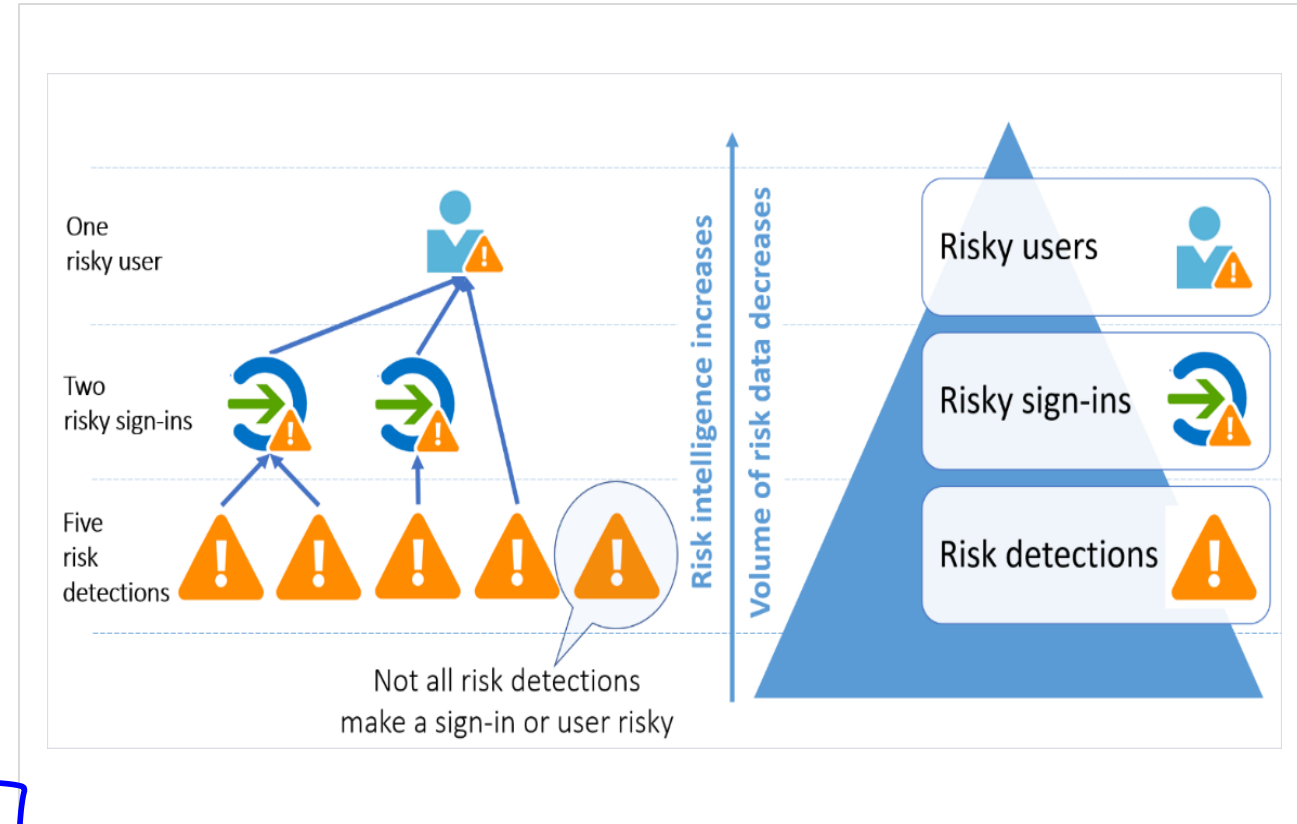 One
risky user
Two
risky sign-ins
Five
risk
detections
Not all risk detections
make a sign-in or user risky
Risk intelligence increases
Volume of risk data decreases
Risky users
Risky sign-ins
Risk detections